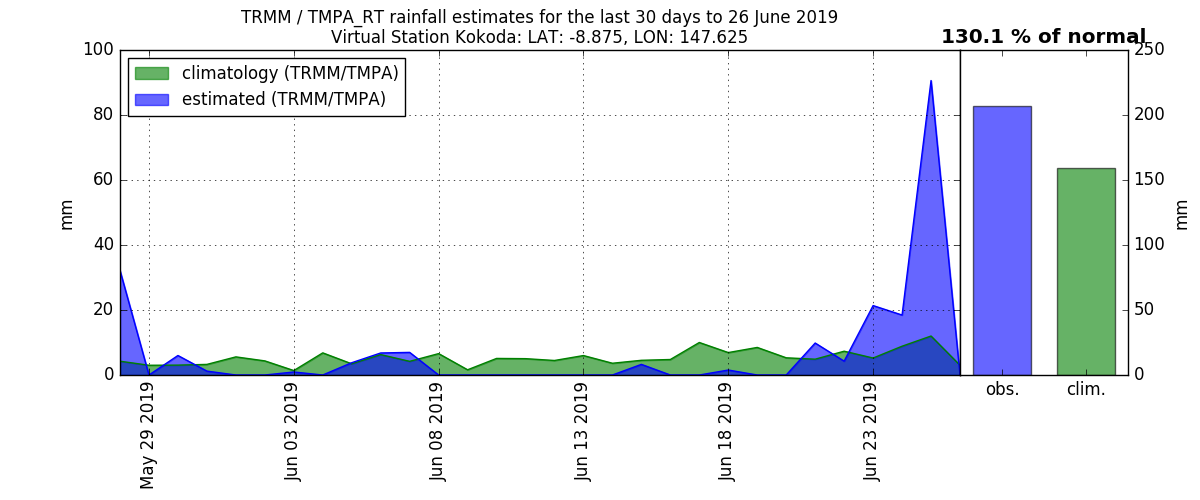 TRMM / TMPA_RT rainfall estimates for the last 30 days to 26 June 2019
Virtual Station Kokoda: LAT: -8.875, LON: 147.625
130.1 % of normal
climatology (TRMM/TMPA)
estimated (TRMM/TMPA)
mm
100
80
60
40
20
0
May 29 2019
Jun 03 2019
Jun 08 2019
Jun 13 2019
Jun 18 2019
Jun 23 2019
obs.
clim.
250
200
150
100
50
0
mm